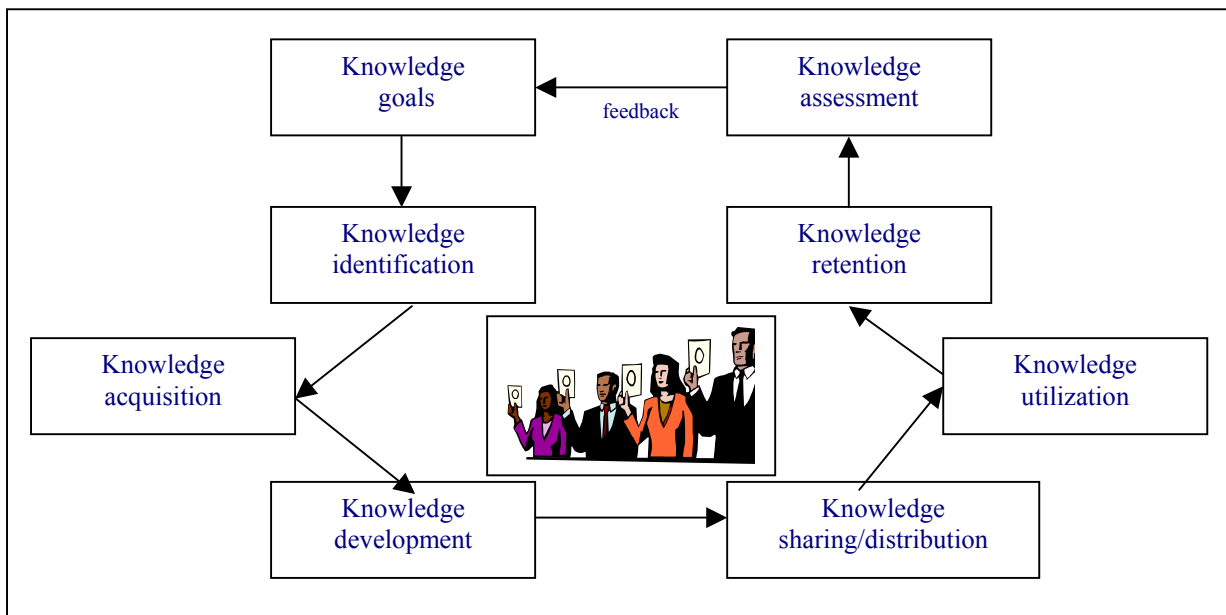 Knowledge
goals
Knowledge
assessment
feedback
Knowledge
identification
Knowledge
retention
Knowledge
acquisition
Knowledge
utilization
Knowledge
development
Knowledge
sharing/distribution